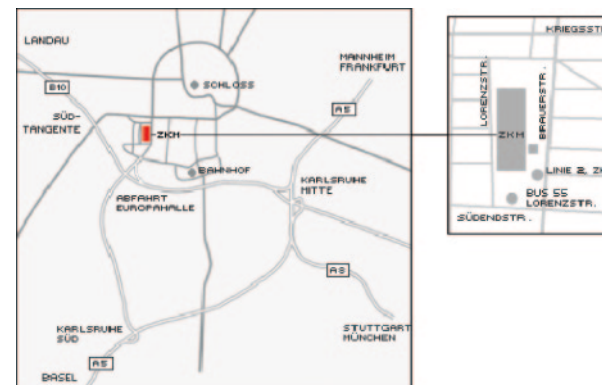 LANDAU
MANNHEIM
FRANKFURT
SCHLOSS
B10
A5
SÜD-
TANGENTE
ZKM
BAHNHOF
KARLSRUHE
MITTE
ABFAHRT
EUROPAHALLE
A8
KARLSRUHE
SÜD
STUTTGART
MÜNCHEN
A5
BASEL
KRIEGSSTR
LORENZSTR.
BRAUERSTR.
ZKM
LINIE 2, ZK
BUS 55
LORENZSTR.
SÜDENDSTR.